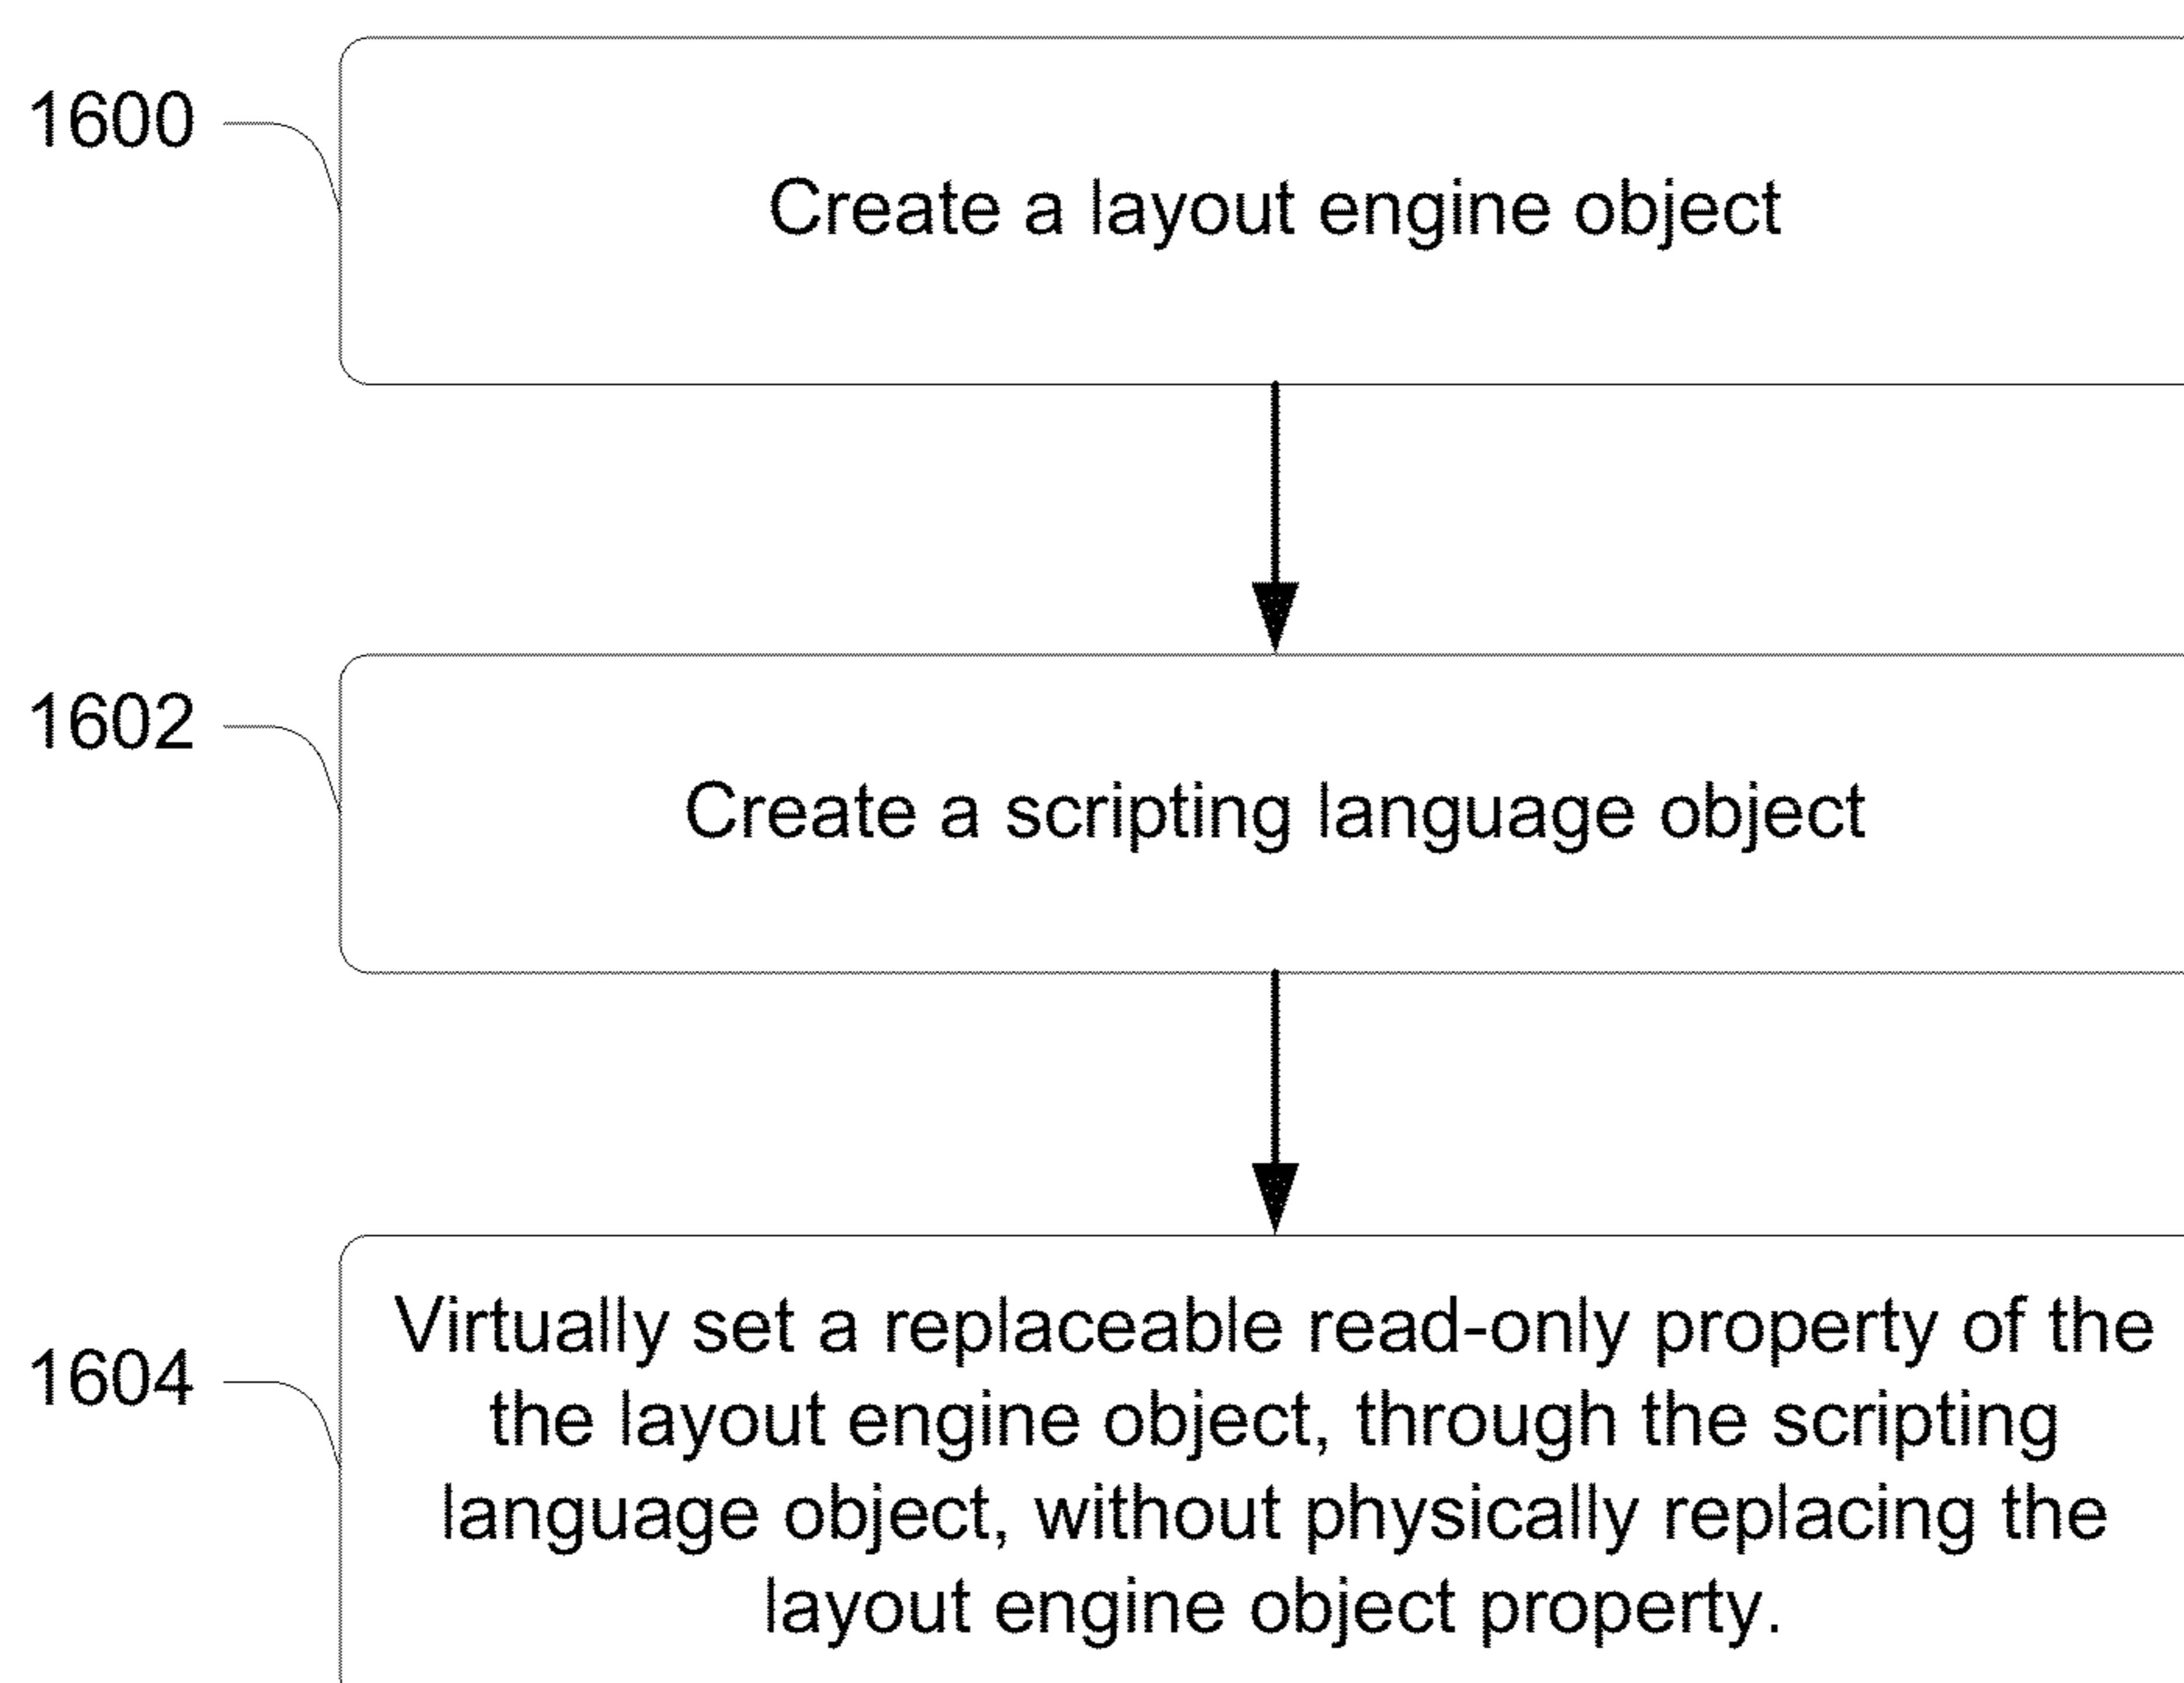 1600
Create a layout engine object
1602
Create a scripting language object
1604
Virtually set a replaceable read-only property of the
the layout engine object, through the scripting
language object, without physically replacing the
layout engine object property.